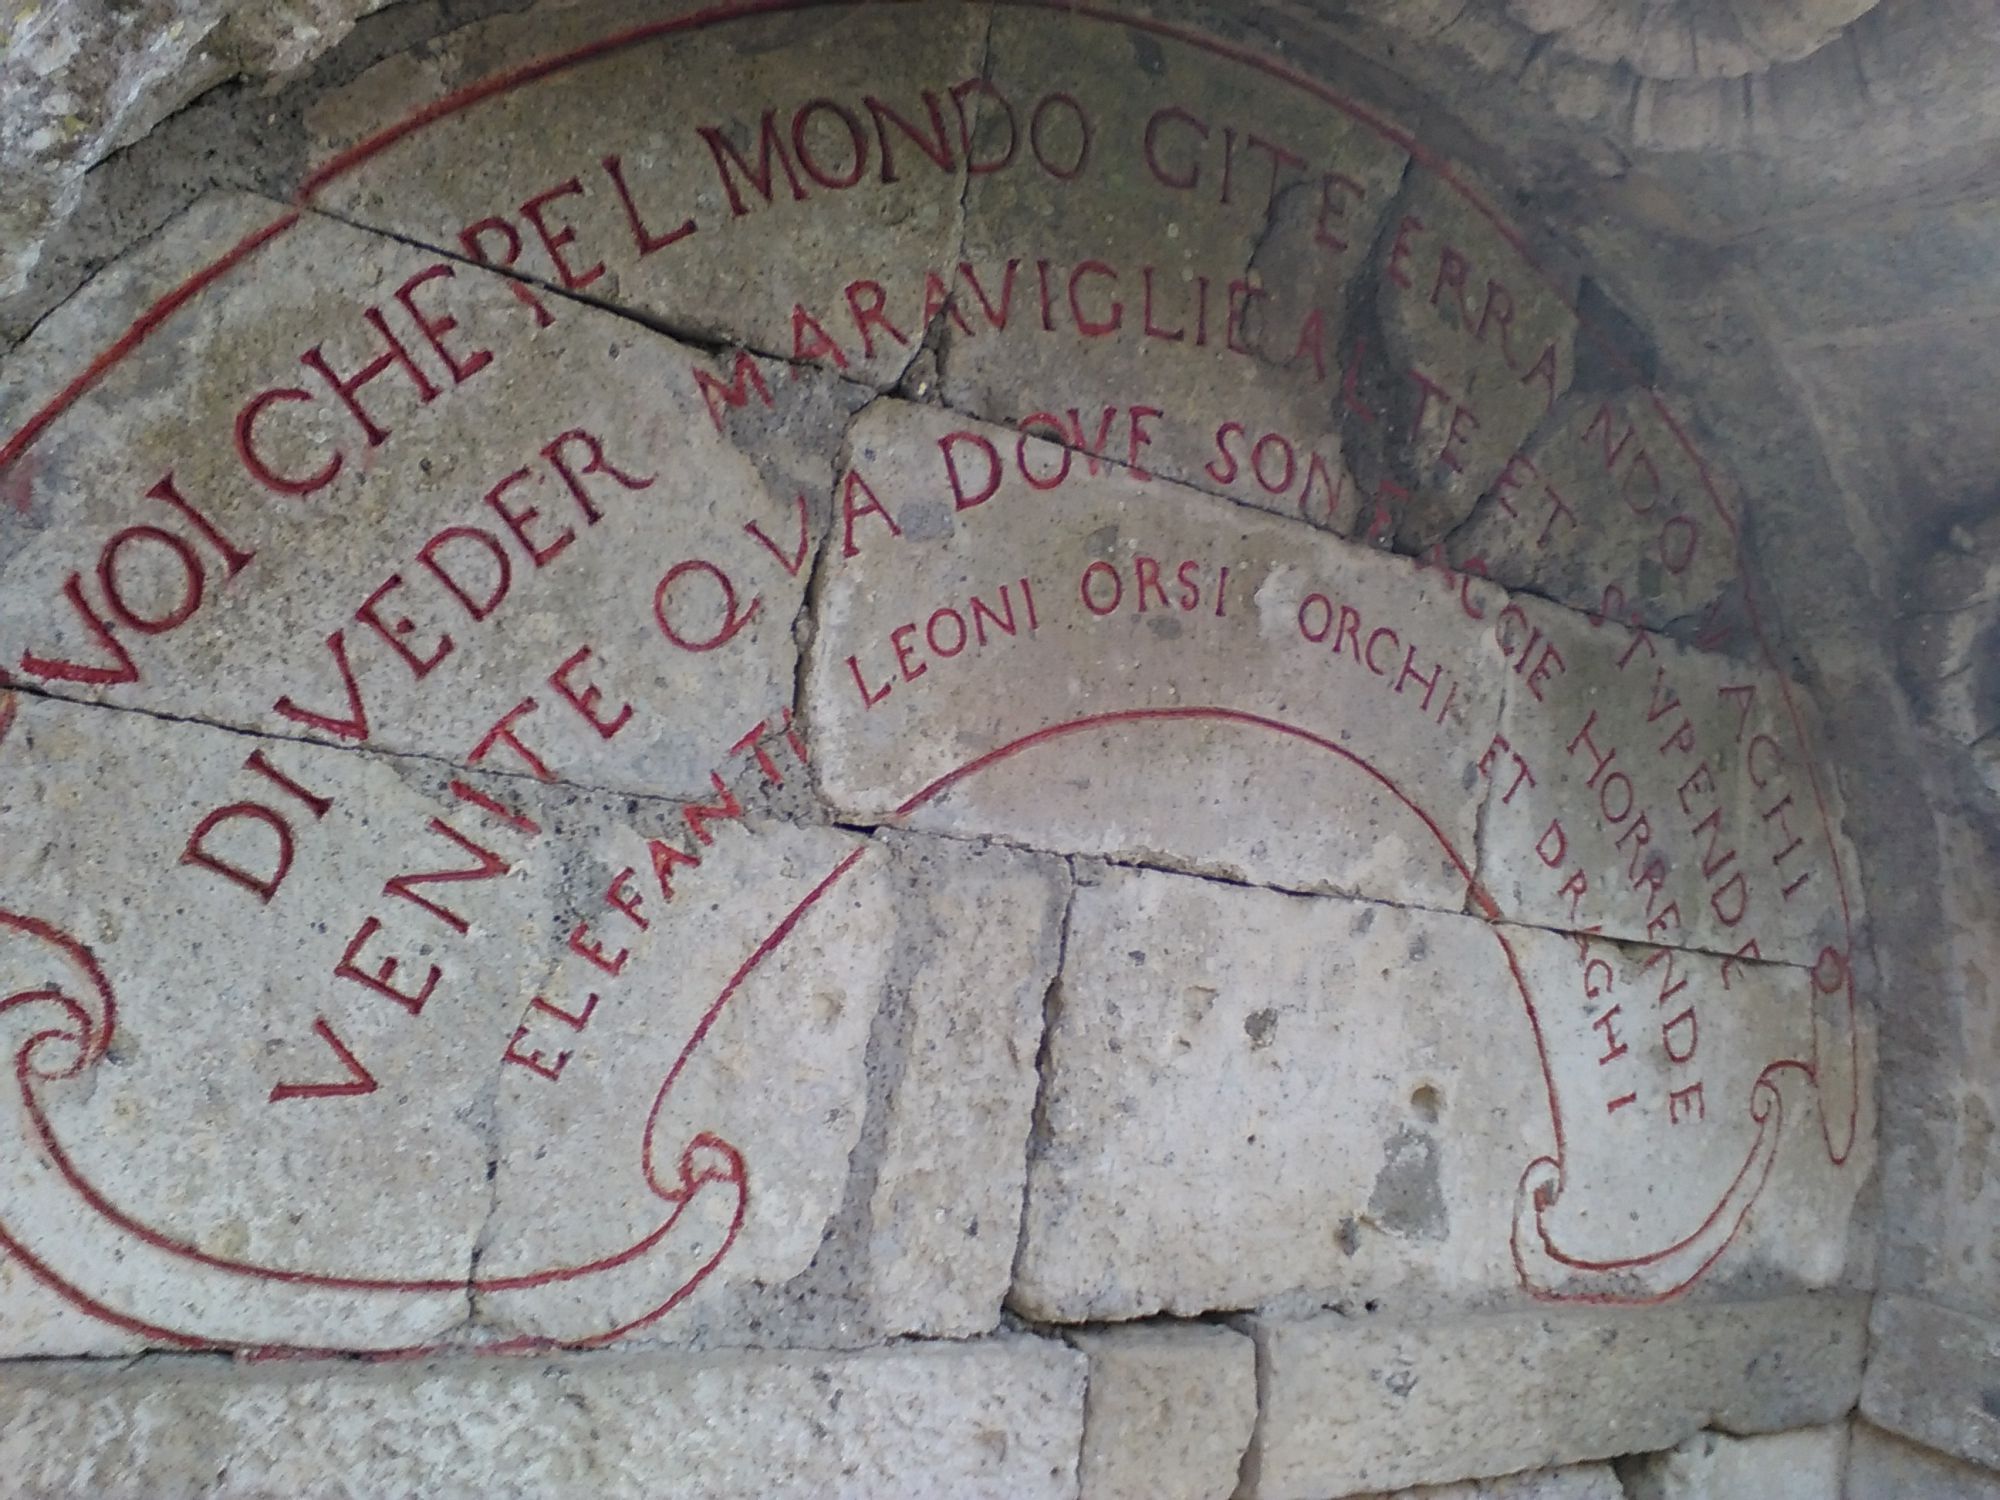 VOI CHE PEL MONDO GITE ERRANDO VAGHI
DI VEDER MARAVIGLIE ALTE ET STVPENDE
VENITE QVA DOVE SON FACCIE HORRENDE
ELEFANTI LEONI ORSI ORCHI ET DRAGHI